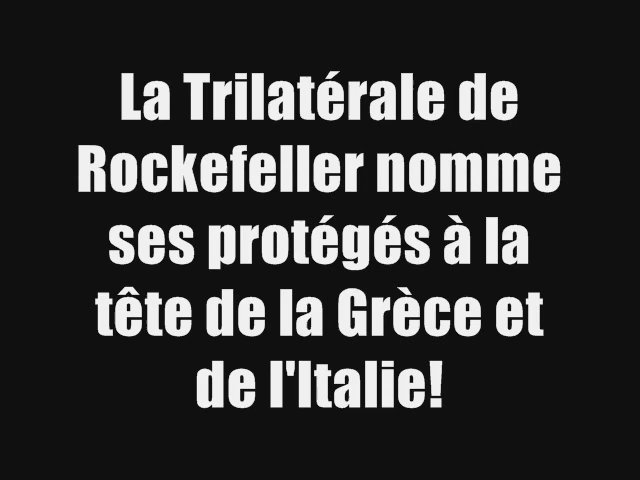 La Trilatérale de
Rockefeller nomme
ses protégés à la
tête de la Grèce et
de l'Italie!